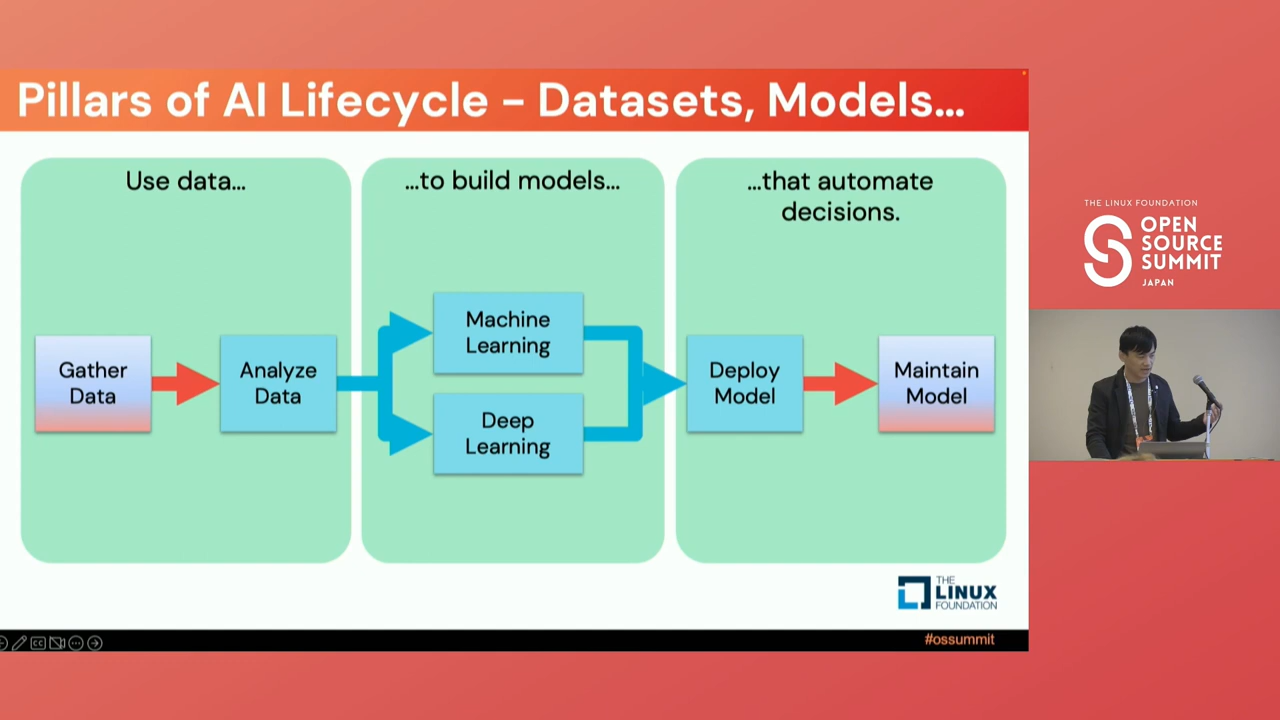 Pillars of AI Lifecycle - Datasets, Models...
Use data...
...to build models...
...that automate
decisions.
Gather
Data
Analyze
Data
Machine
Learning
Deep
Learning
Deploy
Model
Maintain
Model
THE
LINUX
FOUNDATION
CC
#ossummit
THE LINUX FOUNDATION
OPEN
SOURCE
SUMMIT
JAPAN